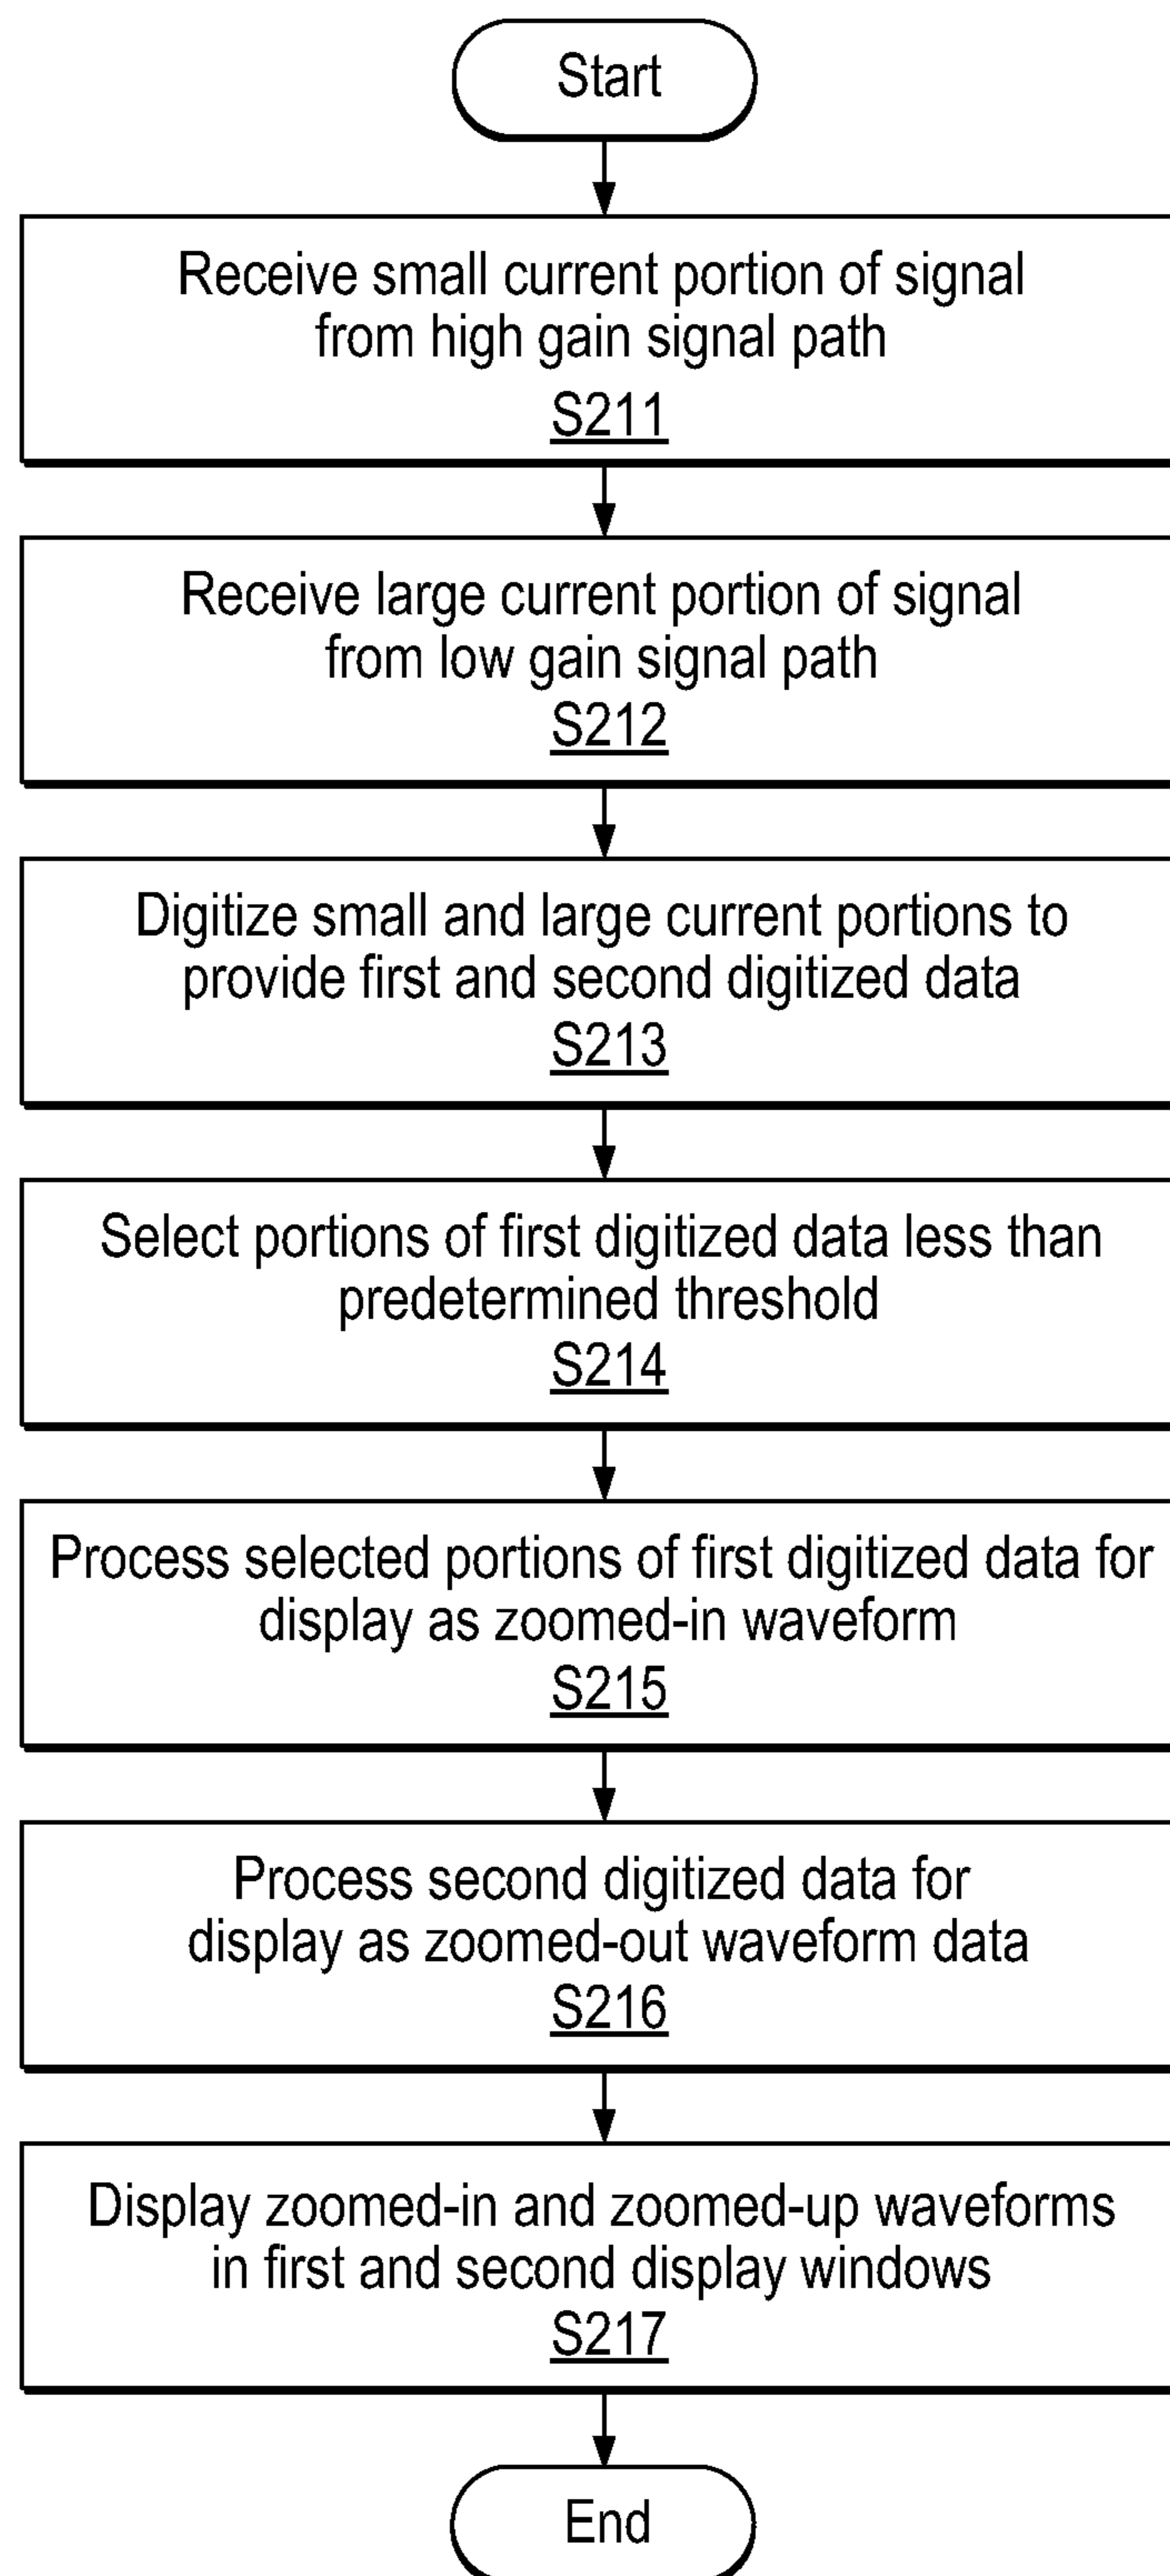 Start
Receive small current portion of signal
from high gain signal path
S211
Receive large current portion of signal
from low gain signal path
S212
Digitize small and large current portions to
provide first and second digitized data
S213
Select portions of first digitized data less than
predetermined threshold
S214
Process selected portions of first digitized data for
display as zoomed-in waveform
S215
Process second digitized data for
display as zoomed-out waveform data
S216
Display zoomed-in and zoomed-up waveforms
in first and second display windows
S217
End